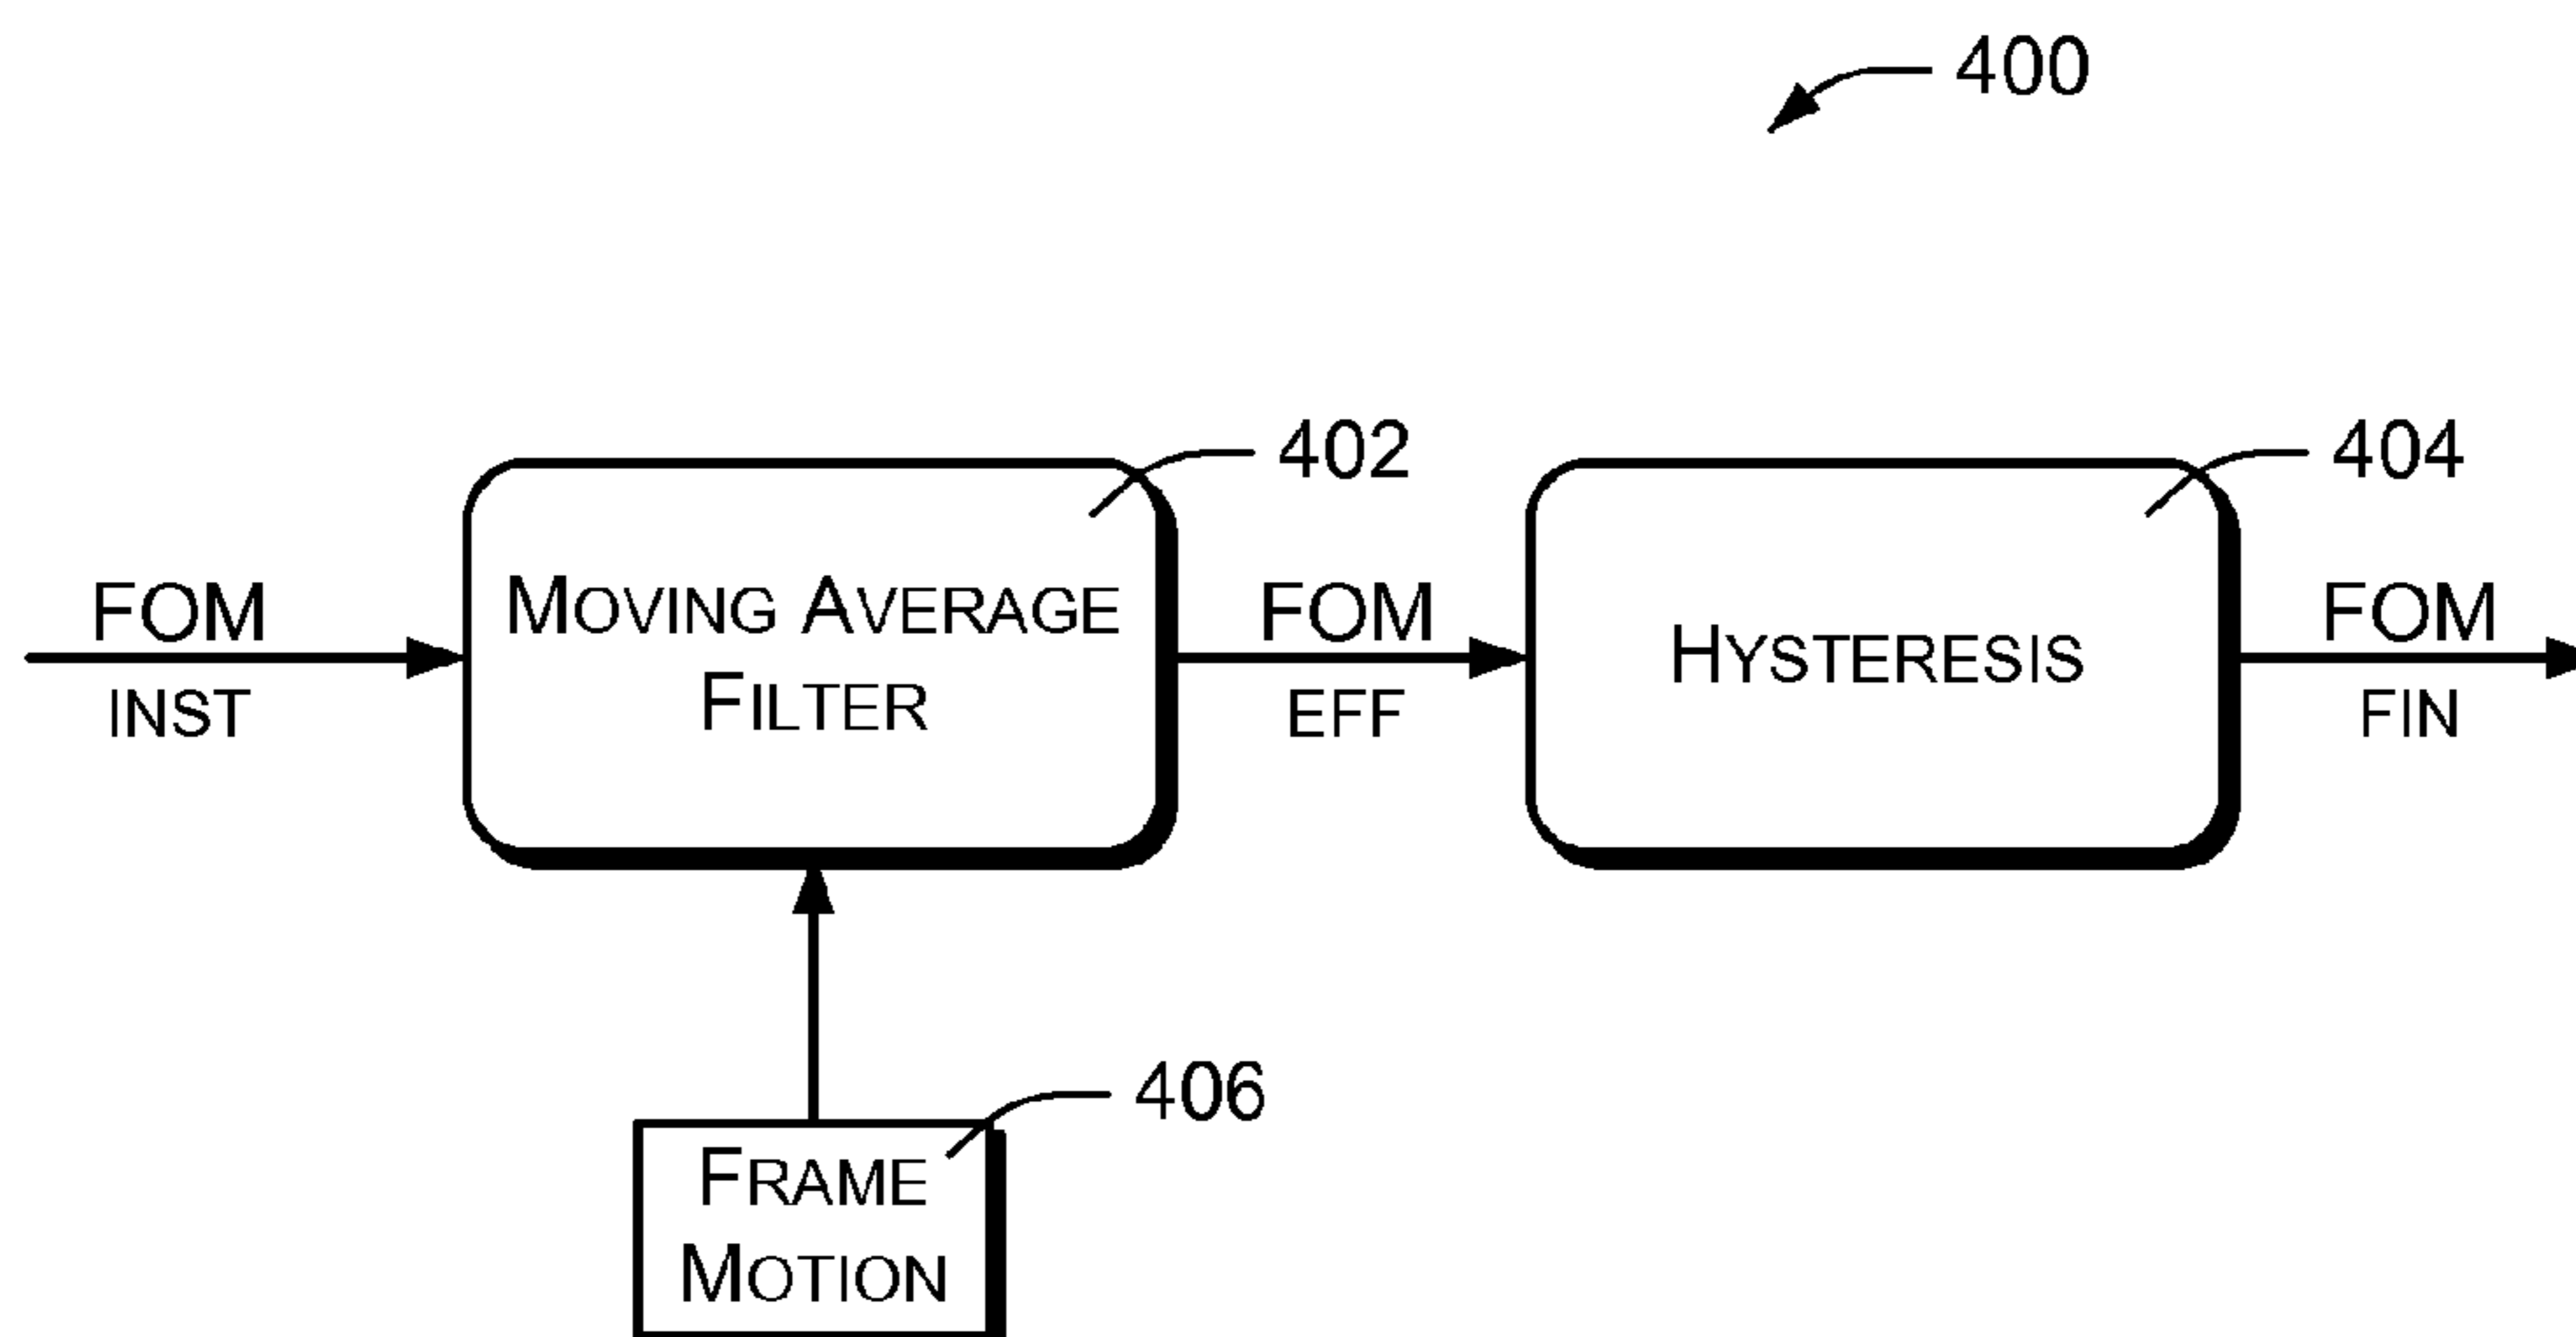 400
402
404
FOM
INST
MOVING AVERAGE
FILTER
FOM
EFF
HYSTERESIS
FOM
FIN
406
FRAME
MOTION